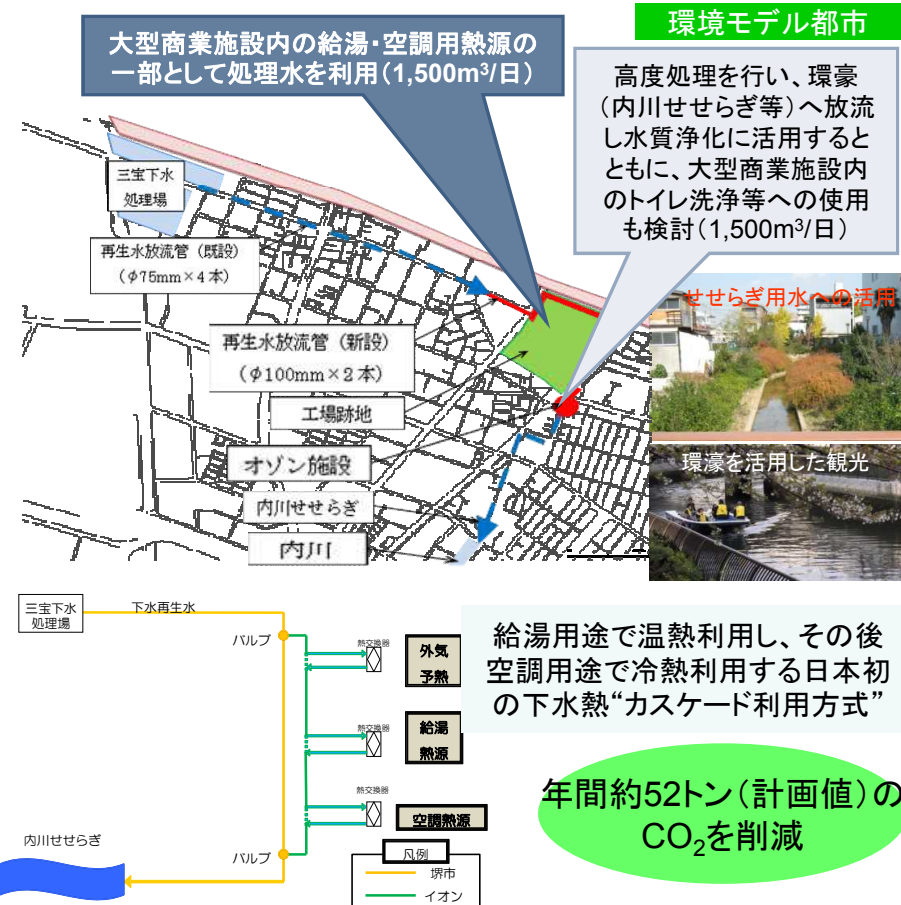 環境モデル都市
大型商業施設内の給湯・空調用熱源の
一部として処理水を利用(1,500m³/日)
高度処理を行い、環豪
(内川せせらぎ等)へ放流
し水質浄化に活用すると
ともに、大型商業施設内
のトイレ洗浄等への使用
も検討(1,500m³/日)
三宝下水
処理場
再生水放流管(既設)
(φ75mm×4本)
再生水放流管(新設)
(φ100mm×2本)
工場跡地
オゾン施設
内川せせらぎ
内川
せせらぎ用水への活用
環濠を活用した観光
三宝下水
処理場
下水再生水
バルブ
熱交換器
外気
予熱
熱交換器
給湯
熱源
熱交換器
空調熱源
内川せせらぎ
バルブ
凡例
堺市
イオン
給湯用途で温熱利用し、その後
空調用途で冷熱利用する日本初
の下水熱“カスケード利用方式”
年間約52トン(計画値)の
CO₂を削減